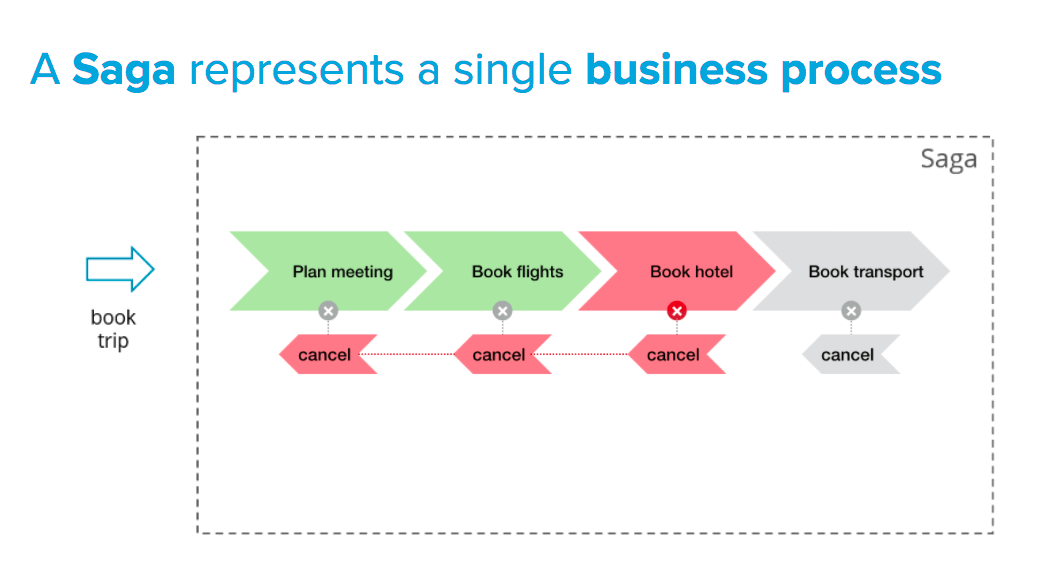 A Saga represents a single business process
Saga
Plan meeting
Book flights
Book hotel
Book transport
book
trip
cancel
cancel
cancel
cancel